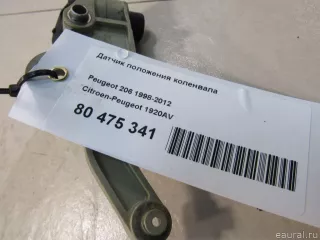 Датчик положения коленвала
Peugeot 206 1998-2012
Citroen-Peugeot 1920AV
80 475 341
eaural.ru